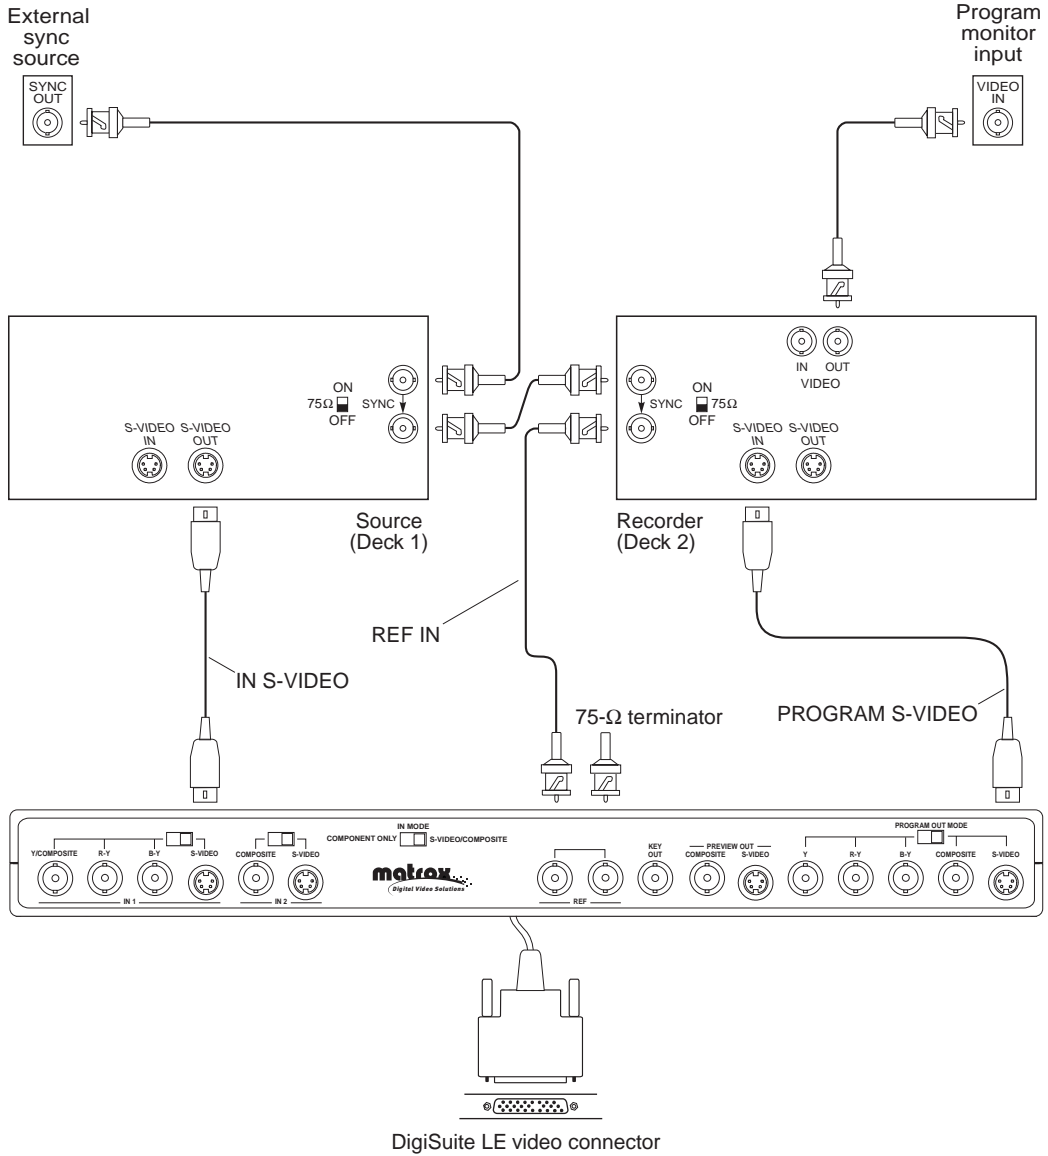 External
sync
source
SYNC
OUT
Program
monitor
input
VIDEO
IN
ON
75Ω
OFF
SYNC
S-VIDEO
IN
S-VIDEO
OUT
Source
(Deck 1)
IN
OUT
VIDEO
SYNC
ON
75Ω
OFF
S-VIDEO
IN
S-VIDEO
OUT
Recorder
(Deck 2)
REF IN
IN S-VIDEO
75-Ω terminator
PROGRAM S-VIDEO
Y/COMPOSITE
R-Y
B-Y
S-VIDEO
IN 1
COMPOSITE
S-VIDEO
IN 2
IN MODE
COMPONENT ONLY
S-VIDEO/COMPOSITE
matrox
Digital Video Solutions
REF
KEY
OUT
PREVIEW OUT
COMPOSITE
S-VIDEO
PROGRAM OUT MODE
Y
R-Y
B-Y
COMPOSITE
S-VIDEO
DigiSuite LE video connector